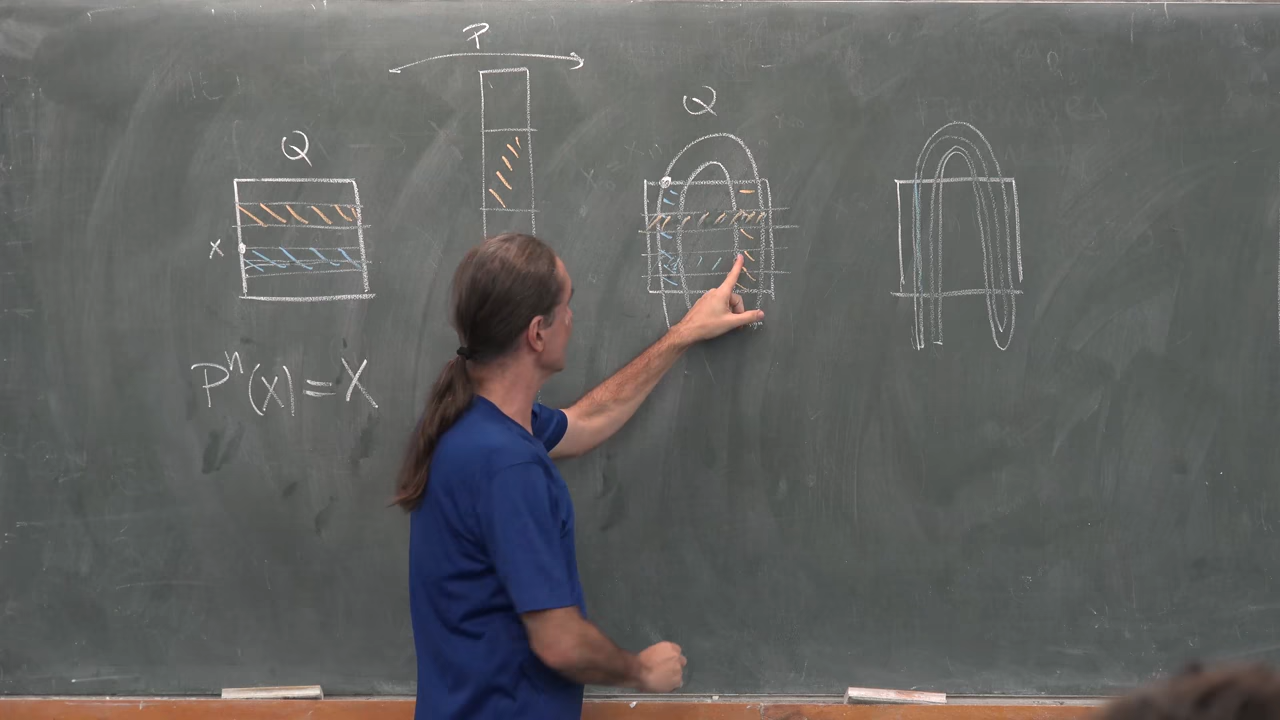 P
Q
Q
x
Pⁿ(x) = X